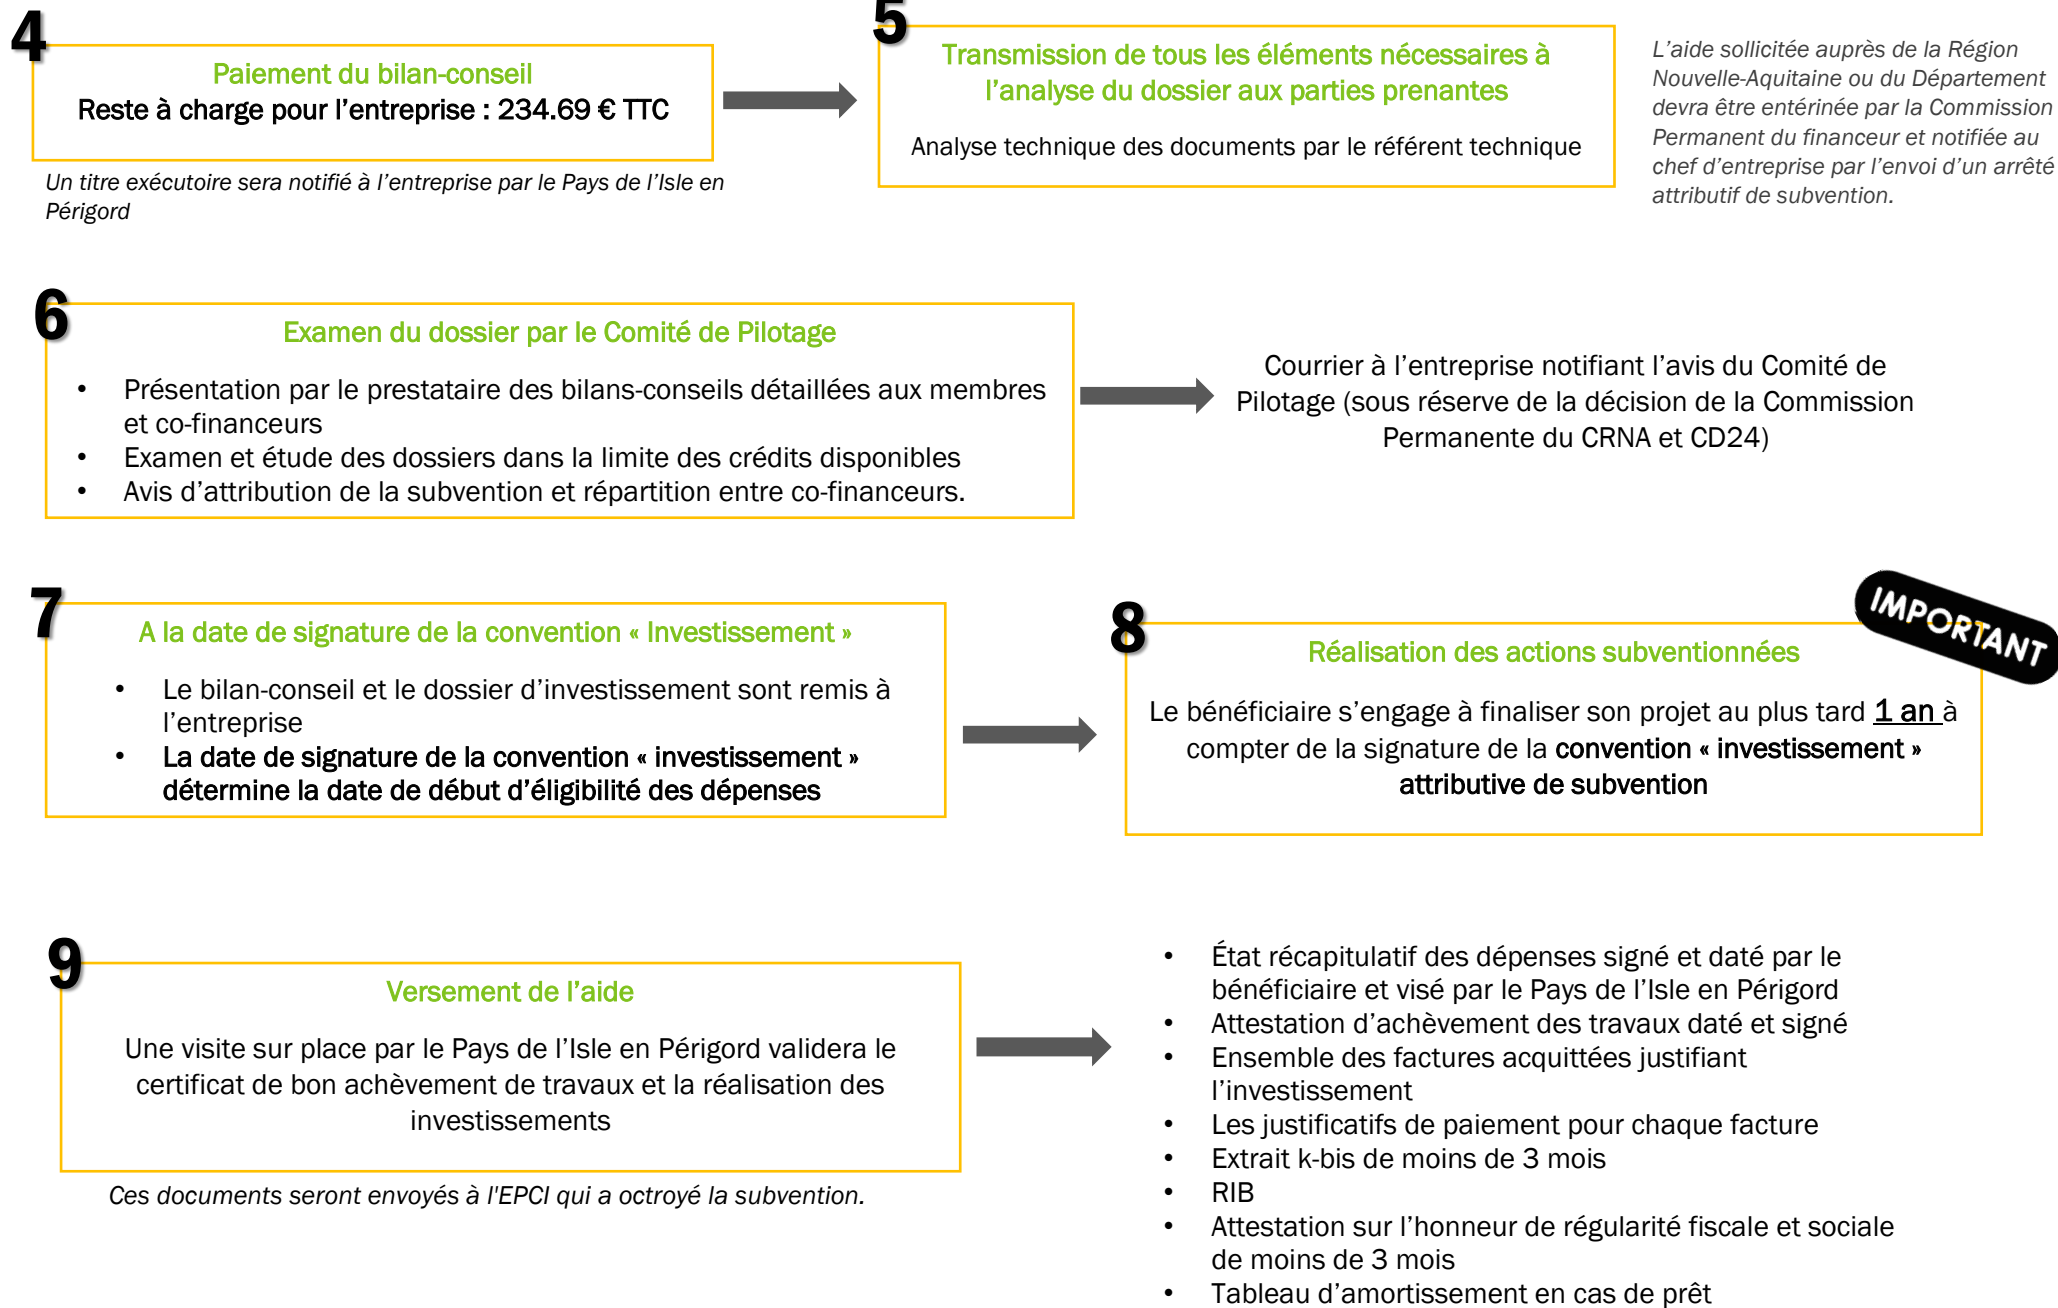 4
Paiement du bilan-conseil
Reste à charge pour l'entreprise : 234.69 € TTC
Un titre exécutoire sera notifié à l'entreprise par le Pays de l'Isle en
Périgord
5
Transmission de tous les éléments nécessaires à
l'analyse du dossier aux parties prenantes
Analyse technique des documents par le référent technique
L'aide sollicitée auprès de la Région
Nouvelle-Aquitaine ou du Département
devra être entérinée par la Commission
Permanent du financeur et notifiée au
chef d'entreprise par l'envoi d'un arrêté
attributif de subvention.
6
Examen du dossier par le Comité de Pilotage
• Présentation par le prestataire des bilans-conseils détaillées aux membres
et co-financeurs
• Examen et étude des dossiers dans la limite des crédits disponibles
• Avis d'attribution de la subvention et répartition entre co-financeurs.
Courrier à l'entreprise notifiant l'avis du Comité de
Pilotage (sous réserve de la décision de la Commission
Permanente du CRNA et CD24)
7
A la date de signature de la convention « Investissement »
• Le bilan-conseil et le dossier d'investissement sont remis à
l'entreprise
• La date de signature de la convention « investissement »
détermine la date de début d'éligibilité des dépenses
8
IMPORTANT
Réalisation des actions subventionnées
Le bénéficiaire s'engage à finaliser son projet au plus tard 1 an à
compter de la signature de la convention « investissement »
attributive de subvention
9
Versement de l'aide
Une visite sur place par le Pays de l'Isle en Périgord validera le
certificat de bon achèvement de travaux et la réalisation des
investissements
Ces documents seront envoyés à l'EPCI qui a octroyé la subvention.
• État récapitulatif des dépenses signé et daté par le
bénéficiaire et visé par le Pays de l'Isle en Périgord
• Attestation d'achèvement des travaux daté et signé
• Ensemble des factures acquittées justifiant
l'investissement
• Les justificatifs de paiement pour chaque facture
• Extrait k-bis de moins de 3 mois
• RIB
• Attestation sur l'honneur de régularité fiscale et sociale
de moins de 3 mois
• Tableau d'amortissement en cas de prêt